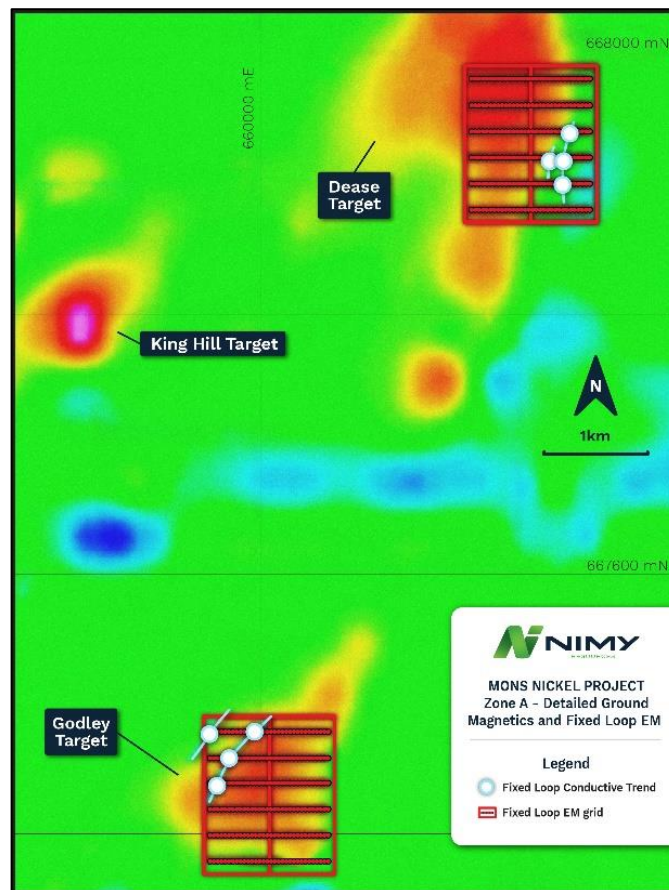 668000 mN
660000 mE
Dease
Target
King Hill Target
N
1km
667600 mN
NIMY
MONS NICKEL PROJECT
Zone A - Detailed Ground
Magnetics and Fixed Loop EM
Legend
Fixed Loop Conductive Trend
Fixed Loop EM grid
Godley
Target